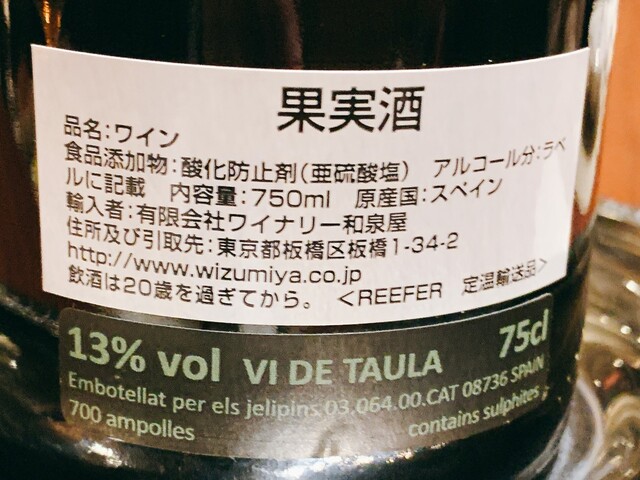 果実酒
品名：ワイン
食品添加物：酸化防止剤（亜硫酸塩） アルコール分：ラベ
ルに記載 内容量：750ml 原産国：スペイン
輸入者：有限会社ワイナリー和泉屋
住所及び引取先：東京都板橋区板橋1-34-2
http://www.wizumiya.co.jp
飲酒は20歳を過ぎてから。 <REEFER 定温輸送品>
13% vol VI DE TAULA 75cl
Embotellat per els jelipins 03.064.00.CAT 08736 SPAIN
700 ampolles contains sulphites